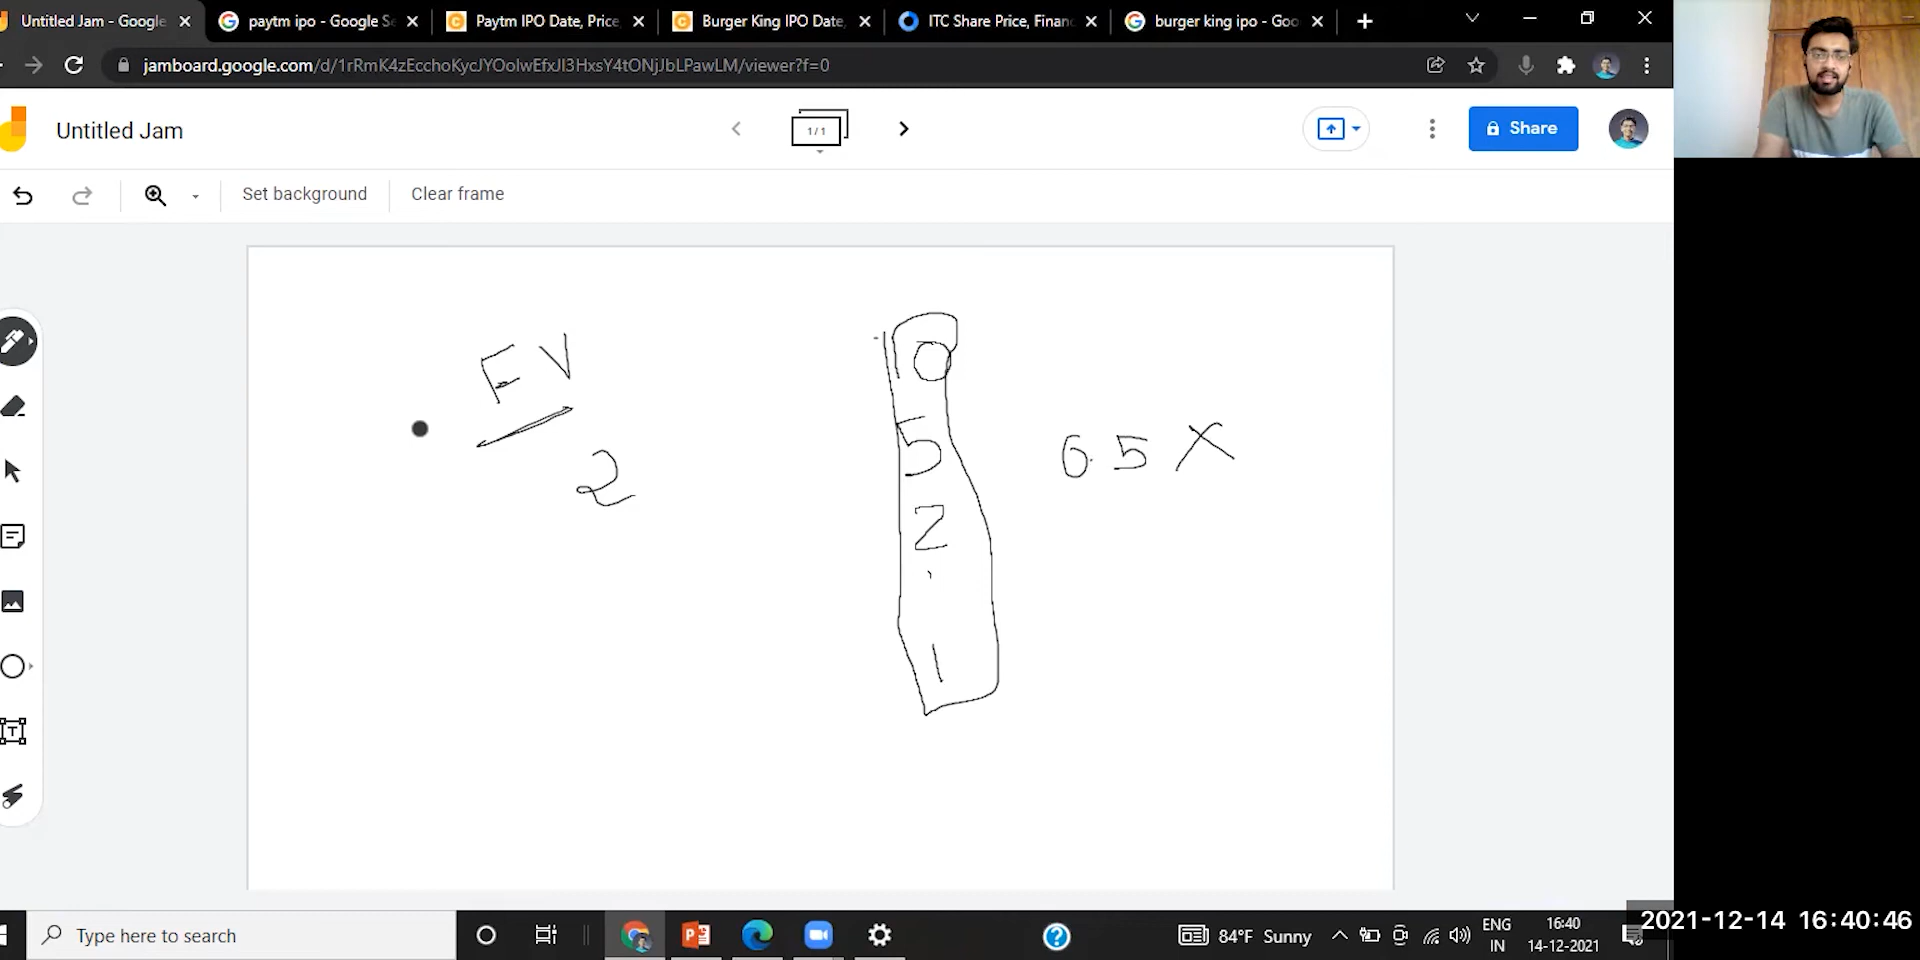 Untitled Jam - Google
paytm ipo - Google Se
Paytm IPO Date, Price,
Burger King IPO Date,
ITC Share Price, Financ
burger king ipo - Goo
jamboard.google.com/d/1rRmK4zEcchoKycJYOolwEfxJI3HxsY4tONjJbLPawLM/viewer?f=0
Untitled Jam
1 / 1
Share
Set background
Clear frame
FV
2
10
5
2
1
6.5 X
Type here to search
84°F Sunny
ENG
IN
16:40
14-12-2021
2021-12-14 16:40:46